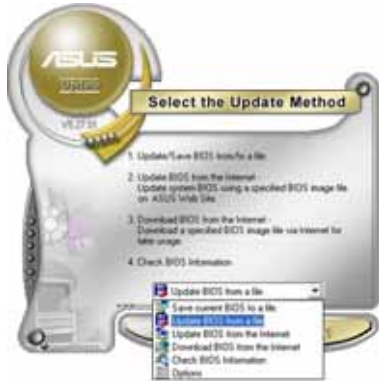 ASUS
Update
Select the Update Method
1. Update/Save BIOS from/to a file.
2. Update BIOS from the Internet -
Update system BIOS using a specified BIOS image file
on ASUS Web Site.
3. Download BIOS from the Internet -
Download a specified BIOS image file via Internet for
later usage.
4. Check BIOS Information.
Update BIOS from a file
Save current BIOS to a file
Update BIOS from a file
Update BIOS from the Internet
Download BIOS from the Internet
Check BIOS Information
Options